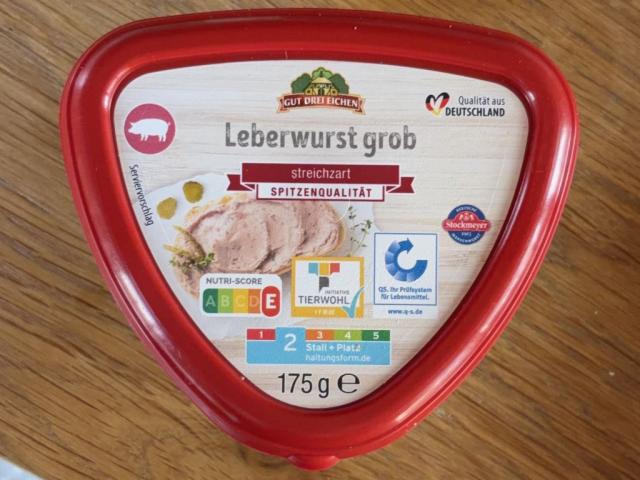 GUT DREI EICHEN
Qualität aus
DEUTSCHLAND
Leberwurst grob
streichzart
SPITZENQUALITÄT
Serviervorschlag
Stockmeyer
NUTRI-SCORE
A B C D E
INITIATIVE
TIERWOHL
QS. Ihr Prüfsystem
für Lebensmittel.
www.q-s.de
1 2 3 4 5
Stall + Platz
haltungsform.de
175 g e